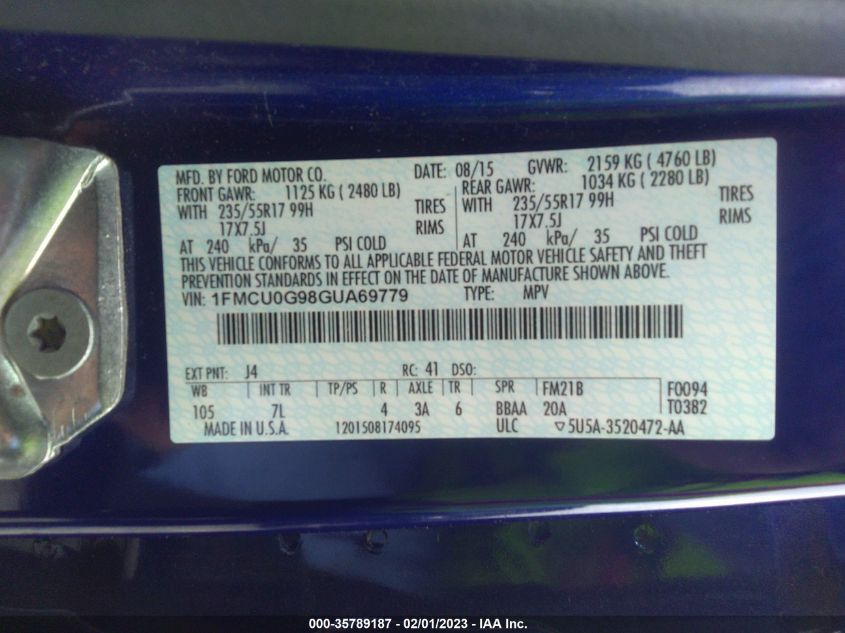 MFD. BY FORD MOTOR CO. DATE: 08/15 GVWR: 2159 KG ( 4760 LB)
FRONT GAWR: 1125 KG ( 2480 LB) REAR GAWR: 1034 KG ( 2280 LB)
WITH 235/55R17 99H TIRES WITH 235/55R17 99H TIRES
17X7.5J RIMS 17X7.5J RIMS
AT 240 kPa/ 35 PSI COLD AT 240 kPa/ 35 PSI COLD
THIS VEHICLE CONFORMS TO ALL APPLICABLE FEDERAL MOTOR VEHICLE SAFETY AND THEFT
PREVENTION STANDARDS IN EFFECT ON THE DATE OF MANUFACTURE SHOWN ABOVE.
VIN: 1FMCU0G98GUA69779 TYPE: MPV
EXT PNT: J4 RC: 41 DSO:
WB INT TR TP/PS R AXLE TR SPR FM21B F0094
105 7L 4 3A 6 BBAA 20A T0382
MADE IN U.S.A. 1201508174095 ULC ▽5U5A-3520472-AA
000-35789187 - 02/01/2023 - IAA Inc.